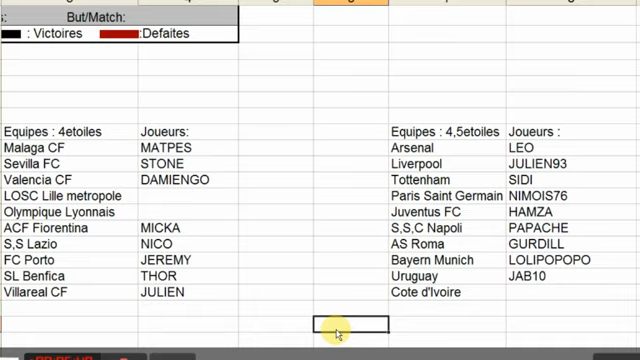 s: But/Match:
: Victoires :Defaites
Equipes : 4etoiles Joueurs: Equipes : 4,5etoiles Joueurs :
Malaga CF MATPES Arsenal LEO
Sevilla FC STONE Liverpool JULIEN93
Valencia CF DAMIENGO Tottenham SIDI
LOSC Lille metropole Paris Saint Germain NIMOIS76
Olympique Lyonnais Juventus FC HAMZA
ACF Fiorentina MICKA S,S,C Napoli PAPACHE
S,S Lazio NICO AS Roma GURDILL
FC Porto JEREMY Bayern Munich LOLIPOPOPO
SL Benfica THOR Uruguay JAB10
Villareal CF JULIEN Cote d'Ivoire